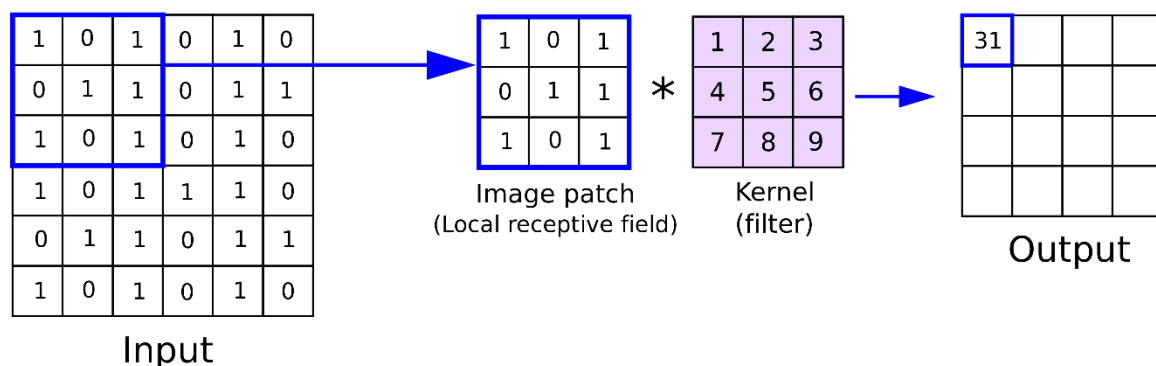 1 0 1 0 1 0
0 1 1 0 1 1
1 0 1 0 1 0
1 0 1 1 1 0
0 1 1 0 1 1
1 0 1 0 1 0
Input
1 0 1
0 1 1
1 0 1
Image patch
(Local receptive field)
*
1 2 3
4 5 6
7 8 9
Kernel
(filter)
31
Output